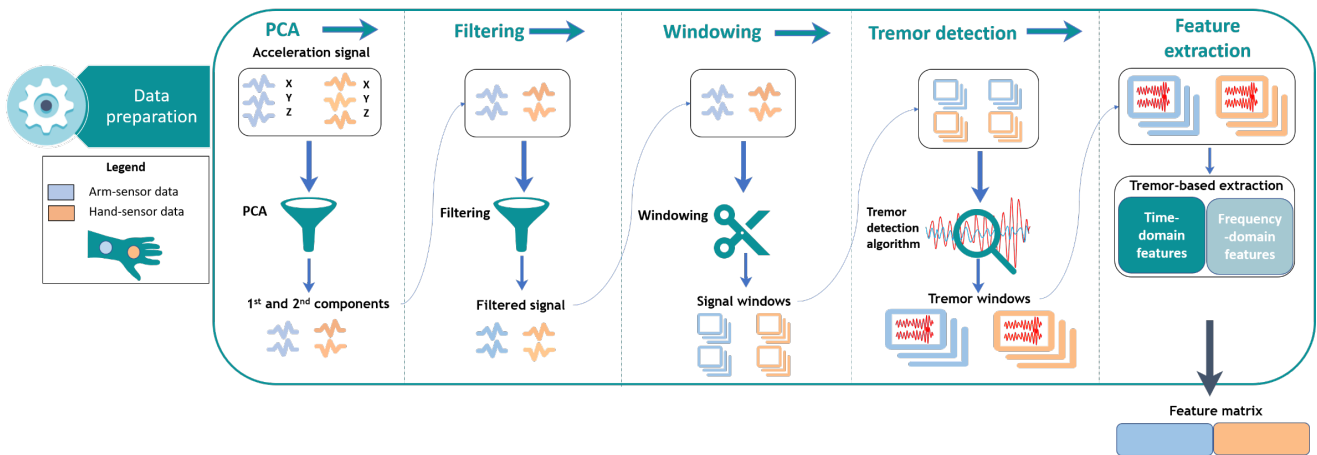 PCA
Filtering
Windowing
Tremor detection
Feature
extraction
Data
preparation
Legend
Arm-sensor data
Hand-sensor data
Acceleration signal
X
Y
Z
X
Y
Z
PCA
1st and 2nd components
Filtering
Filtered signal
Windowing
Signal windows
Tremor
detection
algorithm
Tremor windows
Tremor-based extraction
Time-
domain
features
Frequency
-domain
features
Feature matrix